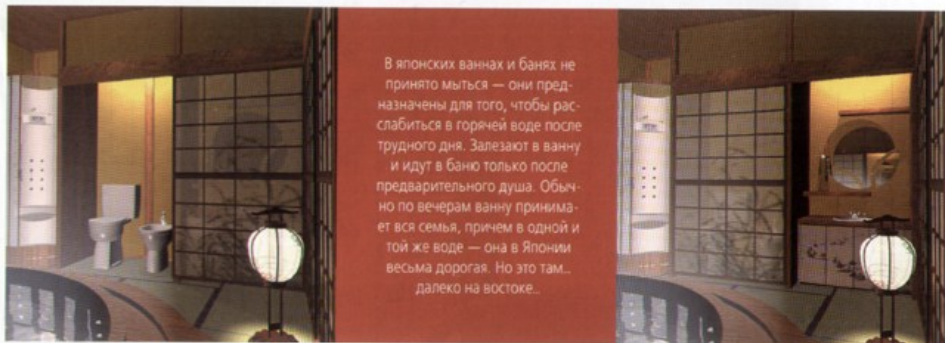 В японских ваннах и банях не
принято мыться — они пред-
назначены для того, чтобы рас-
слабиться в горячей воде после
трудного дня. Залезают в ванну
и идут в баню только после
предварительного душа. Обыч-
но по вечерам ванну принима-
ет вся семья, причем в одной и
той же воде — она в Японии
весьма дорогая. Но это там...
далеко на востоке...